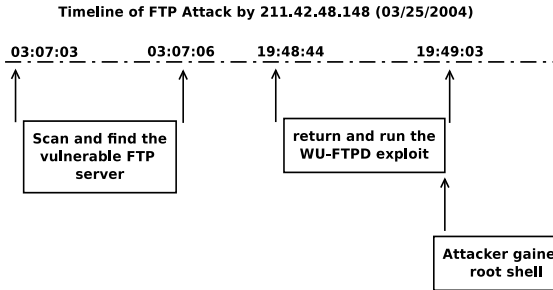 Timeline of FTP Attack by 211.42.48.148 (03/25/2004)
03:07:03 03:07:06 19:48:44 19:49:03
Scan and find the
vulnerable FTP
server
return and run the
WU-FTPD exploit
Attacker gaine
root shell